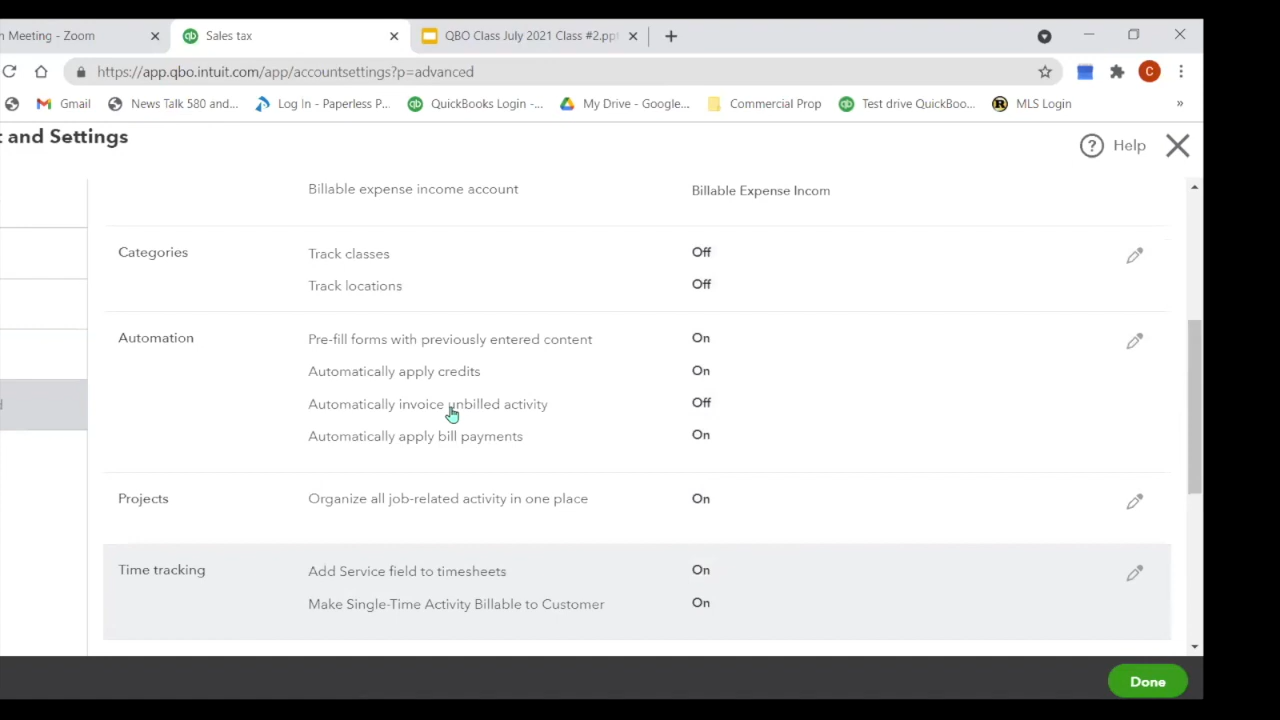 n Meeting - Zoom
Sales tax
QBO Class July 2021 Class #2.ppt
https://app.qbo.intuit.com/app/accountsettings?p=advanced
C
Gmail
News Talk 580 and...
Log In - Paperless P...
QuickBooks Login -...
My Drive - Google...
Commercial Prop
Test drive QuickBoo...
MLS Login
»
t and Settings
? Help
Billable expense income account Billable Expense Incom
Categories Track classes Off
Track locations Off
Automation Pre-fill forms with previously entered content On
Automatically apply credits On
Automatically invoice unbilled activity Off
Automatically apply bill payments On
Projects Organize all job-related activity in one place On
Time tracking Add Service field to timesheets On
Make Single-Time Activity Billable to Customer On
d
Done